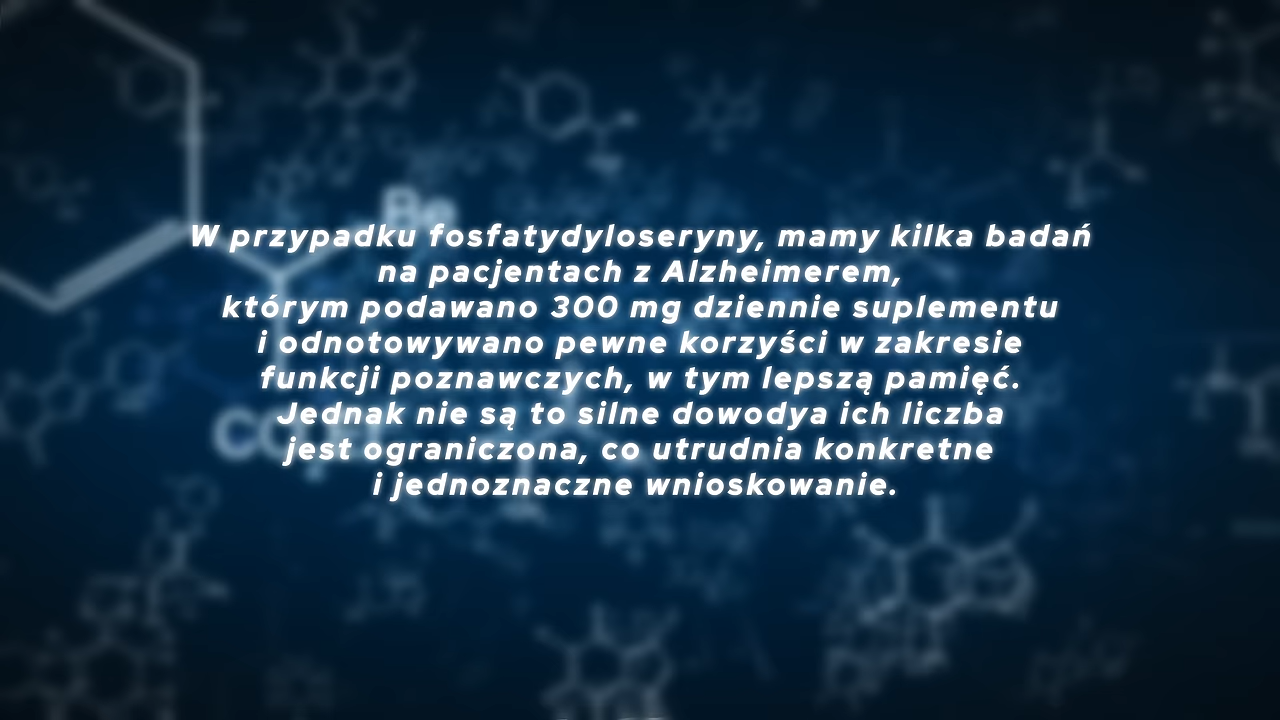 W przypadku fosfatydyloseryny, mamy kilka badań
na pacjentach z Alzheimerem,
którym podawano 300 mg dziennie suplementu
i odnotowywano pewne korzyści w zakresie
funkcji poznawczych, w tym lepszą pamięć.
Jednak nie są to silne dowodya ich liczba
jest ograniczona, co utrudnia konkretne
i jednoznaczne wnioskowanie.